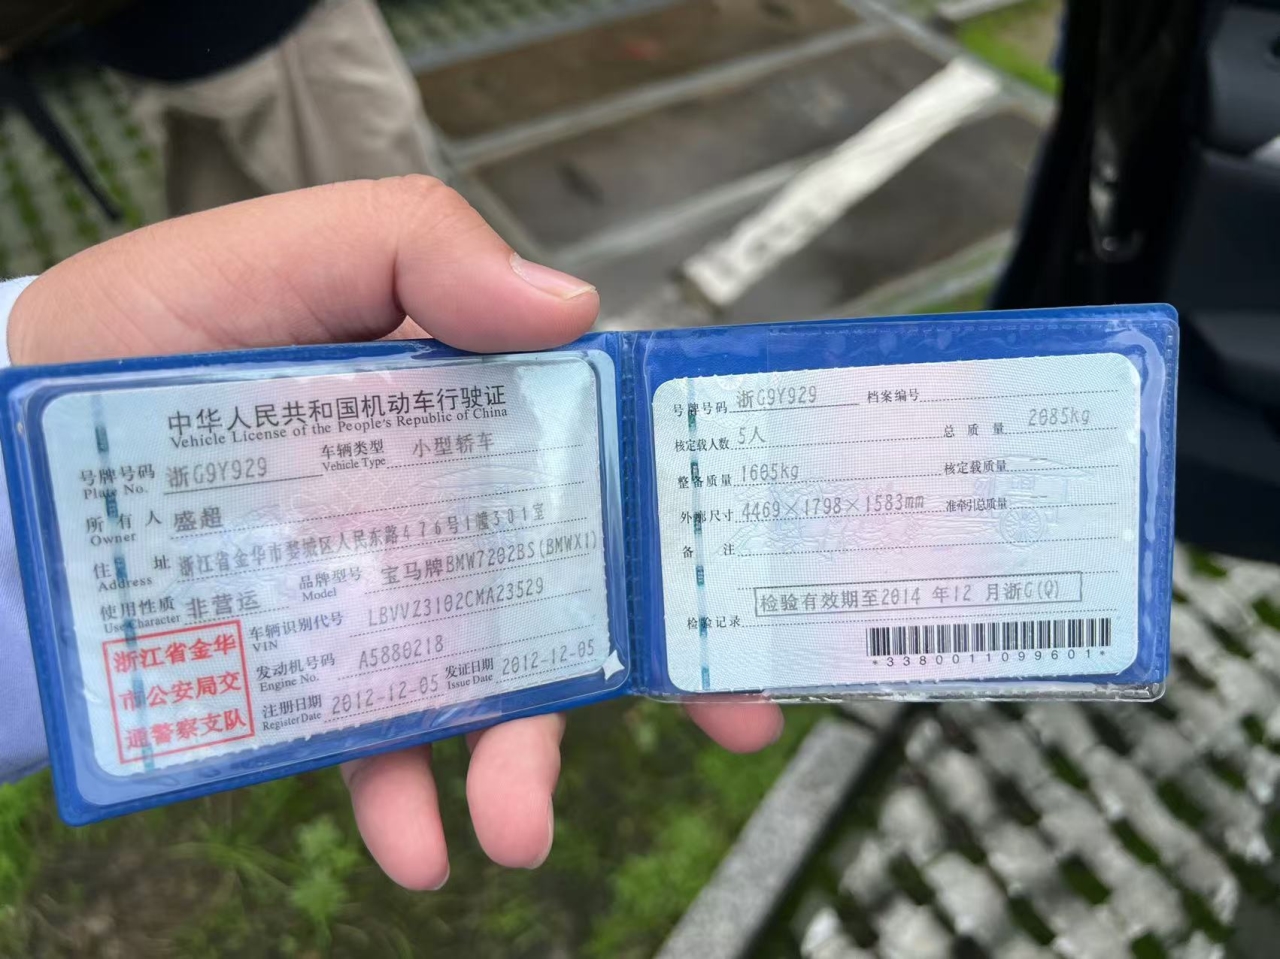 中华人民共和国机动车行驶证
Vehicle License of the People's Republic of China
号牌号码 浙G9Y929 车辆类型 小型轿车
Plate No. Vehicle Type
所有人 盛超
Owner
住址 浙江省金华市婺城区人民东路476号1幢301室
Address
使用性质 非营运 品牌型号 宝马牌BMW7202BS(BMWX1)
Use Character Model
浙江省金华
市公安局交
通警察支队
车辆识别代号 LBVVZ3102CMA23529
VIN
发动机号码 A5880218
Engine No.
注册日期 2012-12-05 发证日期 2012-12-05
Register Date Issue Date
号牌号码 浙G9Y929 档案编号
核定载人数 5人 总质量 2085kg
整备质量 1605kg 核定载质量
外廓尺寸 4469×1798×1583mm 准牵引总质量
备注
检验记录 检验有效期至2014 年12 月浙G(Q)
*3380011099601*